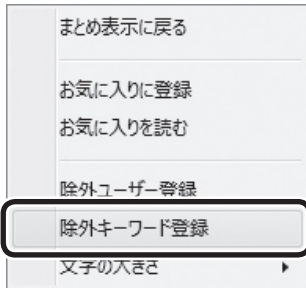 まとめ表示に戻る
お気に入りに登録
お気に入りを読む
除外ユーザー登録
除外キーワード登録
文字の大きさ